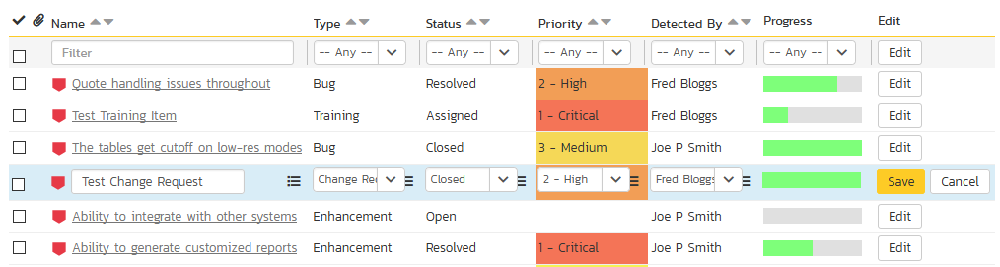 Name Type Status Priority Detected By Progress Edit
Filter -- Any -- -- Any -- -- Any -- -- Any -- -- Any -- Edit
Quote handling issues throughout Bug Resolved 2 - High Fred Bloggs Edit
Test Training Item Training Assigned 1 - Critical Fred Bloggs Edit
The tables get cutoff on low-res modes Bug Closed 3 - Medium Joe P Smith Edit
Test Change Request Change Rec Closed 2 - High Fred Bloggs Save Cancel
Ability to integrate with other systems Enhancement Open Joe P Smith Edit
Ability to generate customized reports Enhancement Resolved 1 - Critical Joe P Smith Edit